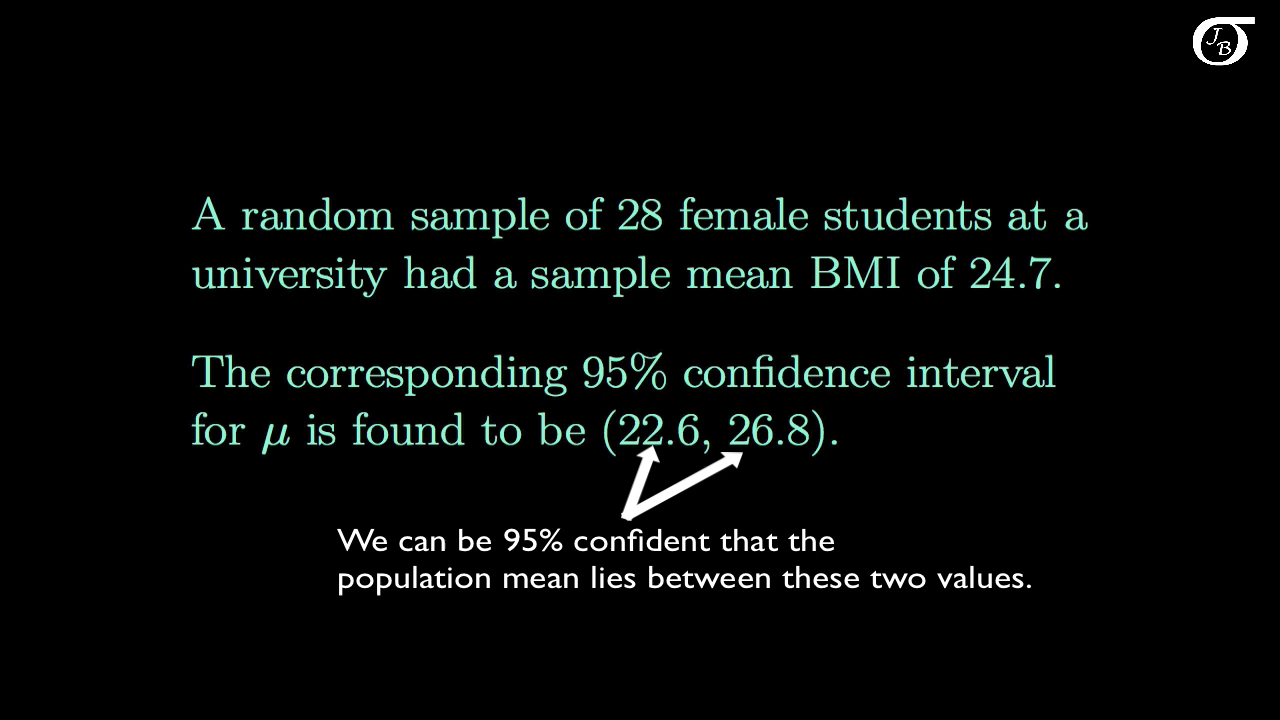 J
B
A random sample of 28 female students at a
university had a sample mean BMI of 24.7.
The corresponding 95% confidence interval
for μ is found to be (22.6, 26.8).
We can be 95% confident that the
population mean lies between these two values.